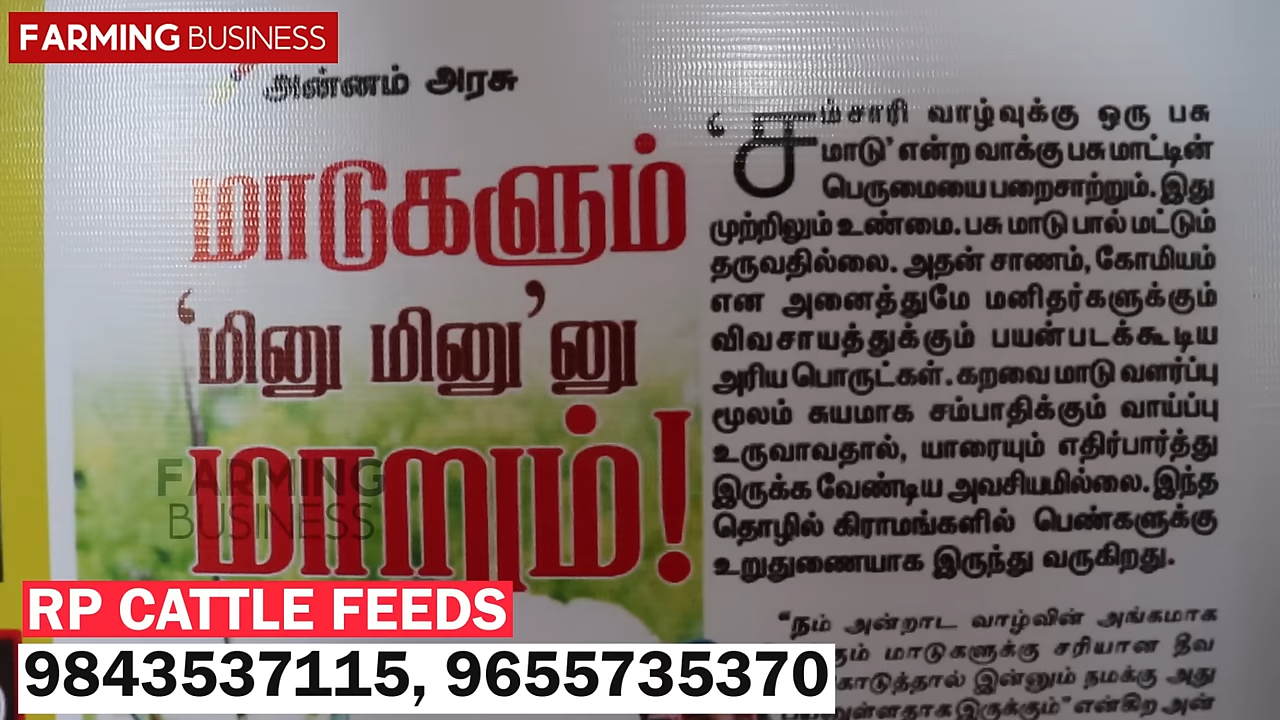 FARMING BUSINESS
அன்னம் அரசு
மாடுகளும்
'மினு மினு'னு
மாறும்!
'சம்சாரி வாழ்வுக்கு ஒரு பசு
மாடு' என்ற வாக்கு பசு மாட்டின்
பெருமையை பறைசாற்றும். இது
முற்றிலும் உண்மை. பசு மாடு பால் மட்டும்
தருவதில்லை. அதன் சாணம், கோமியம்
என அனைத்துமே மனிதர்களுக்கும்
விவசாயத்துக்கும் பயன்படக்கூடிய
அரிய பொருட்கள். கறவை மாடு வளர்ப்பு
மூலம் சுயமாக சம்பாதிக்கும் வாய்ப்பு
உருவாவதால், யாரையும் எதிர்பார்த்து
இருக்க வேண்டிய அவசியமில்லை. இந்த
தொழில் கிராமங்களில் பெண்களுக்கு
உறுதுணையாக இருந்து வருகிறது.
"நம் அன்றாட வாழ்வின் அங்கமாக
மாடுகளுக்கு சரியான தீவ
இன்னும் நமக்கு அது
இருக்கும்" என்கிற அன்
FARMING
BUSINESS
RP CATTLE FEEDS
9843537115, 9655735370